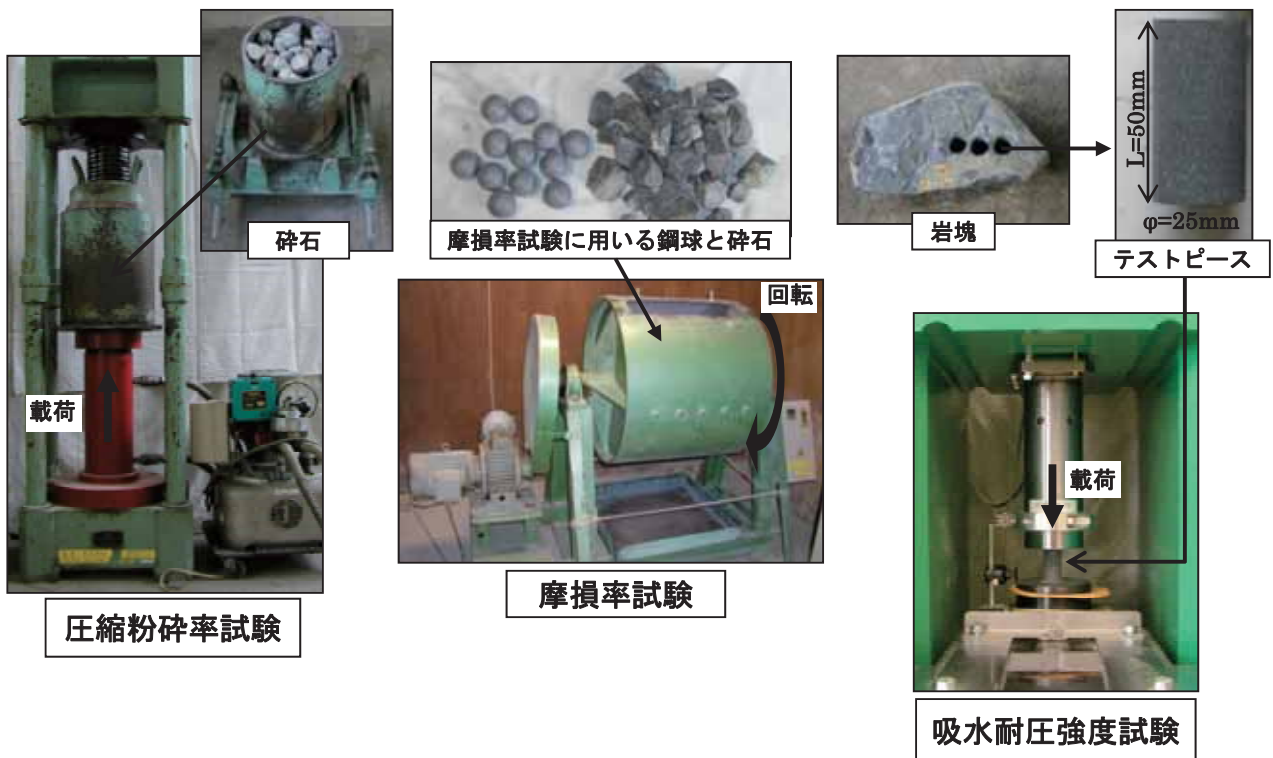 砕石
載荷
圧縮粉砕率試験
摩損率試験に用いる鋼球と砕石
回転
摩損率試験
岩塊
L=50mm
φ=25mm
テストピース
載荷
吸水耐圧強度試験